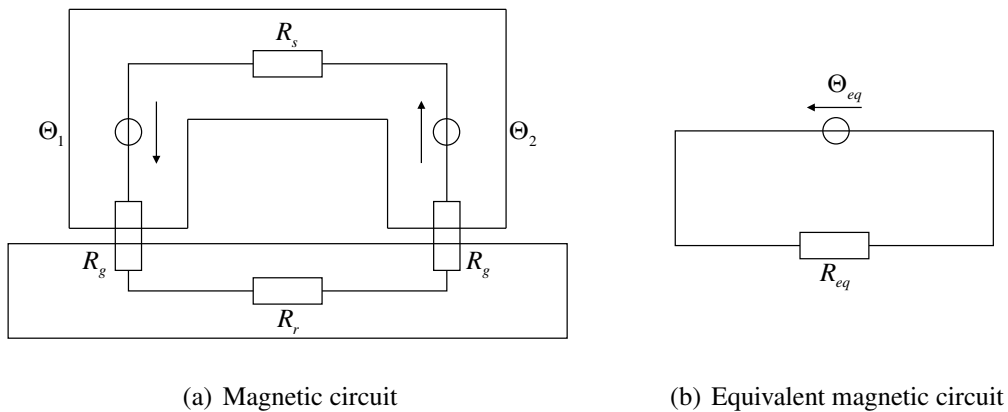 R_s
Θ_1
Θ_2
Θ_eq
R_g
R_g
R_r
R_eq
(a) Magnetic circuit
(b) Equivalent magnetic circuit